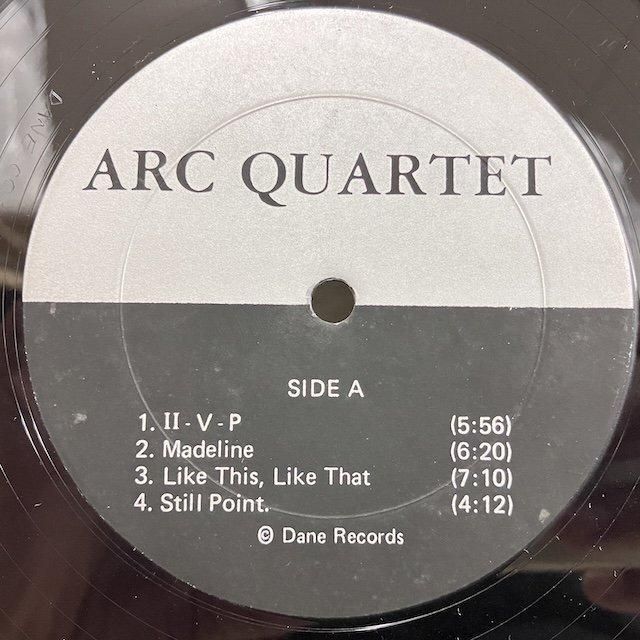 ARC QUARTET
SIDE A
1. II - V - P (5:56)
2. Madeline (6:20)
3. Like This, Like That (7:10)
4. Still Point. (4:12)
© Dane Records